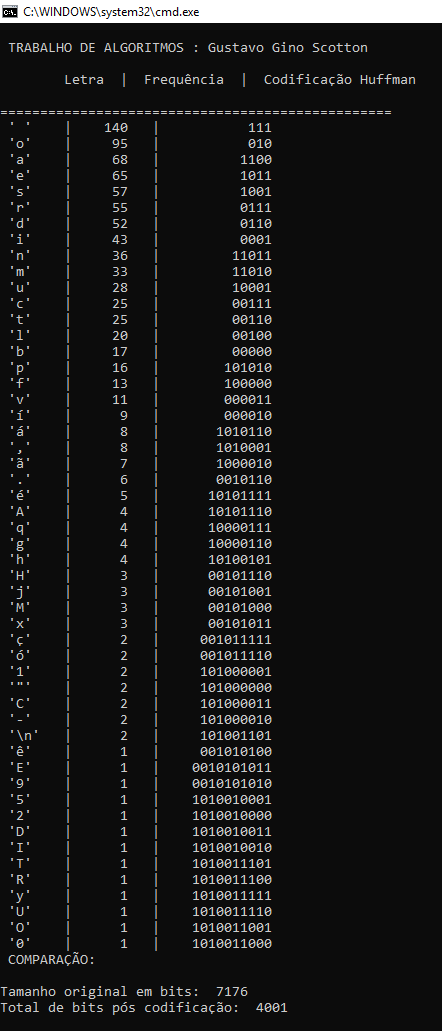 C:\WINDOWS\system32\cmd.exe
TRABALHO DE ALGORITMOS : Gustavo Gino Scotton
Letra | Frequência | Codificação Huffman
=================================================
' ' | 140 | 111
'o' | 95 | 010
'a' | 68 | 1100
'e' | 65 | 1011
's' | 57 | 1001
'r' | 55 | 0111
'd' | 52 | 0110
'i' | 43 | 0001
'n' | 36 | 11011
'm' | 33 | 11010
'u' | 28 | 10001
'c' | 25 | 00111
't' | 25 | 00110
'l' | 20 | 00100
'b' | 17 | 00000
'p' | 16 | 101010
'f' | 13 | 100000
'v' | 11 | 000011
'í' | 9 | 000010
'á' | 8 | 1010110
',' | 8 | 1010001
'ã' | 7 | 1000010
'.' | 6 | 0010110
'é' | 5 | 10101111
'A' | 4 | 10101110
'q' | 4 | 10000111
'g' | 4 | 10000110
'h' | 4 | 10100101
'H' | 3 | 00101110
'j' | 3 | 00101001
'M' | 3 | 00101000
'x' | 3 | 00101011
'ç' | 2 | 001011111
'ó' | 2 | 001011110
'1' | 2 | 101000001
'"' | 2 | 101000000
'C' | 2 | 101000011
'-' | 2 | 101000010
'\n' | 2 | 101001101
'ê' | 1 | 001010100
'E' | 1 | 0010101011
'9' | 1 | 0010101010
'5' | 1 | 1010010001
'2' | 1 | 1010010000
'D' | 1 | 1010010011
'I' | 1 | 1010010010
'T' | 1 | 1010011101
'R' | 1 | 1010011100
'y' | 1 | 1010011111
'U' | 1 | 1010011110
'O' | 1 | 1010011001
'0' | 1 | 1010011000
COMPARAÇÃO:
Tamanho original em bits: 7176
Total de bits pós codificação: 4001